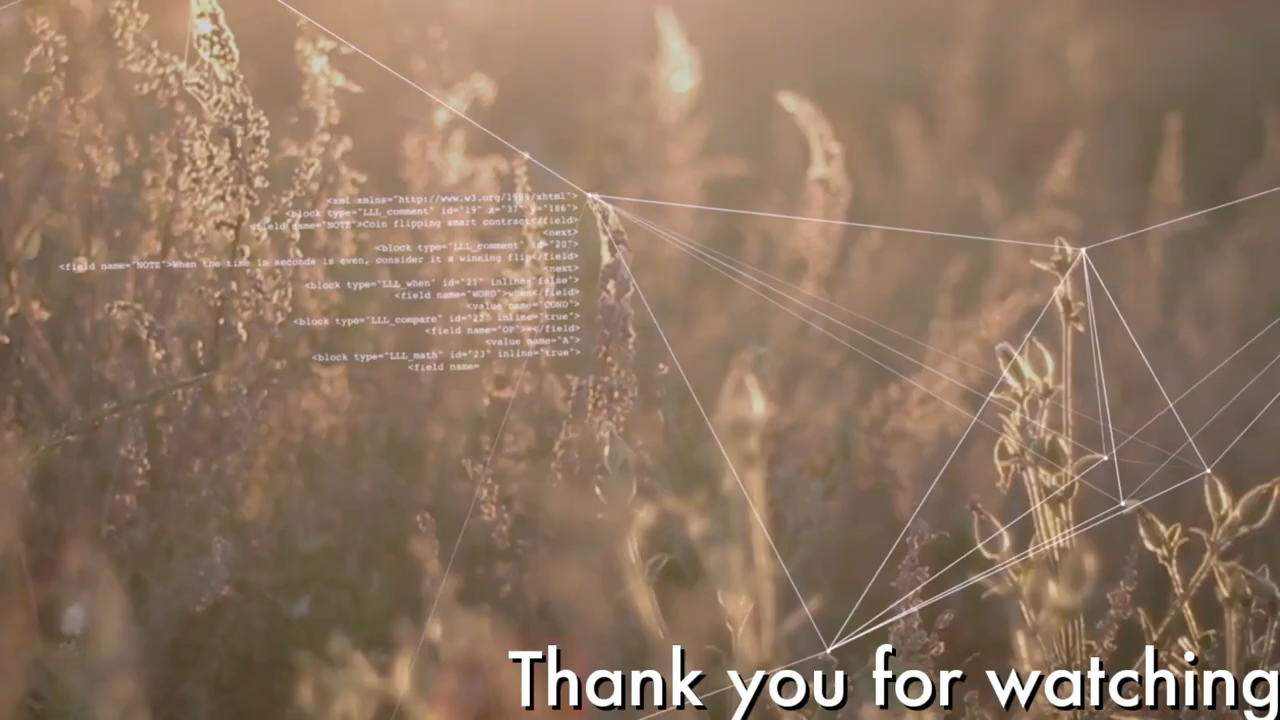 <xml xmlns="http://www.w3.org/1999/xhtml">
<block type="LLL_comment" id="19" x="37" y="186">
<field name="NOTE">Coin flipping smart contract</field>
<next>
<block type="LLL_comment" id="20">
<field name="NOTE">When the time in seconds is even, consider it a winning flip</field>
<next>
<block type="LLL_when" id="21" inline="false">
<field name="WORD">when</field>
<value name="COND">
<block type="LLL_compare" id="22" inline="true">
<field name="OP">=</field>
<value name="A">
<block type="LLL_math" id="23" inline="true">
<field name=
Thank you for watching